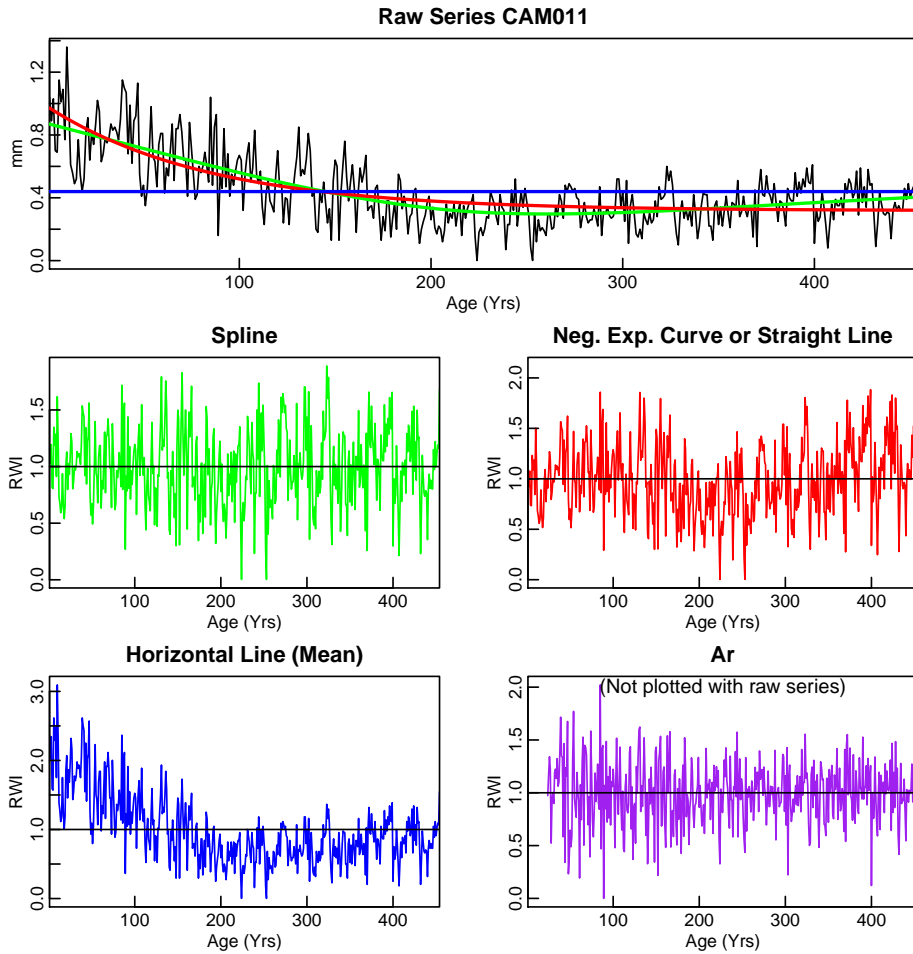 Raw Series CAM011
mm
0.0 0.4 0.8 1.2
100 200 300 400
Age (Yrs)
Spline
RWI
0.0 0.5 1.0 1.5
100 200 300 400
Age (Yrs)
Neg. Exp. Curve or Straight Line
RWI
0.0 0.5 1.0 1.5 2.0
100 200 300 400
Age (Yrs)
Horizontal Line (Mean)
RWI
0.0 1.0 2.0 3.0
100 200 300 400
Age (Yrs)
Ar
(Not plotted with raw series)
RWI
0.0 0.5 1.0 1.5 2.0
100 200 300 400
Age (Yrs)